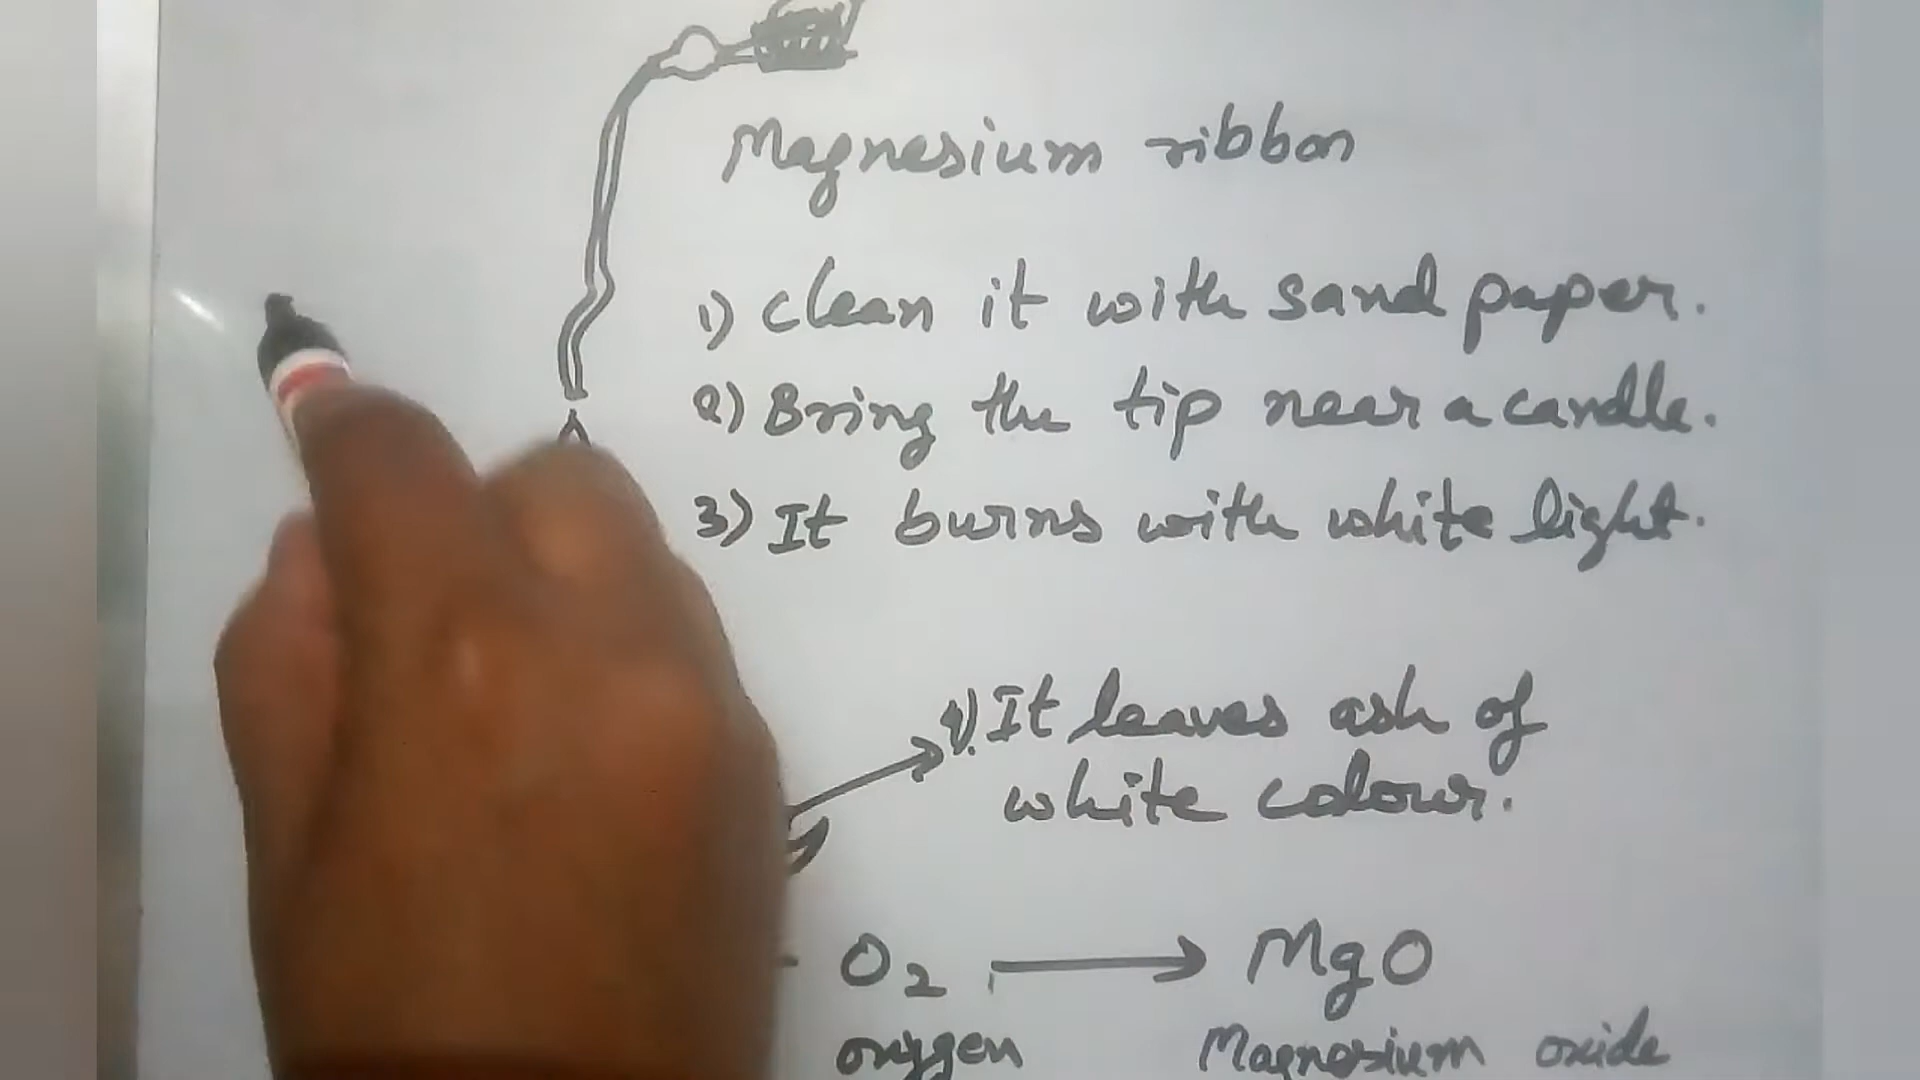 Magnesium ribbon
1) Clean it with sand paper.
2) Bring the tip near a candle.
3) It burns with white light.
4). It leaves ash of
white colour.
O2 → MgO
oxygen Magnesium oxide